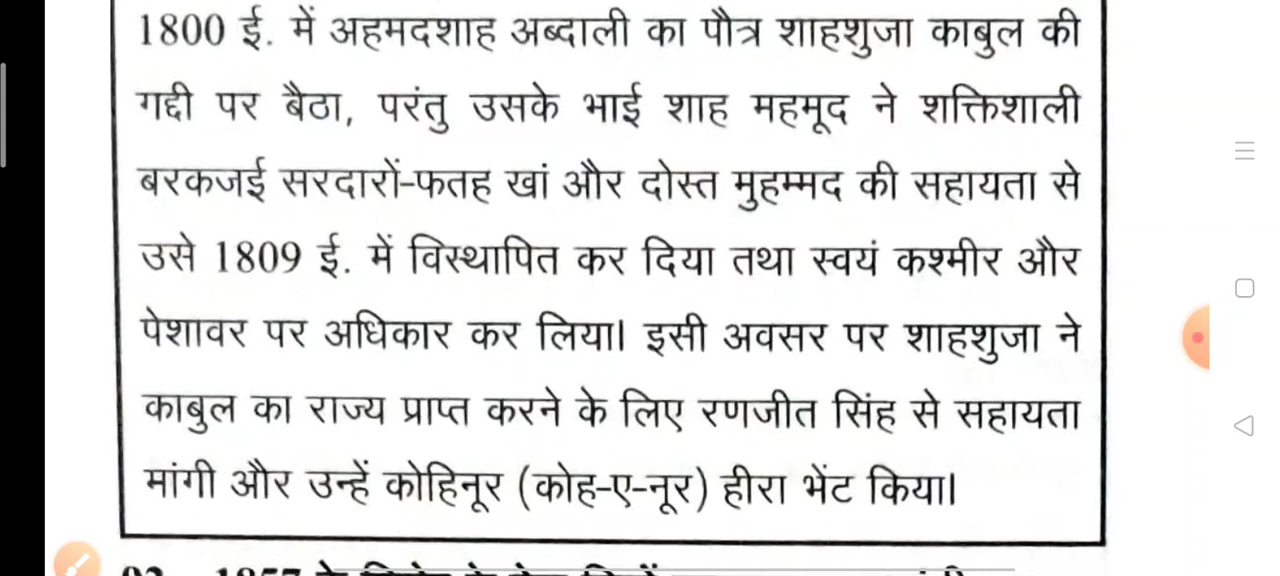 1800 ई. में अहमदशाह अब्दाली का पौत्र शाहशुजा काबुल की
गद्दी पर बैठा, परंतु उसके भाई शाह महमूद ने शक्तिशाली
बरकजई सरदारों-फतह खां और दोस्त मुहम्मद की सहायता से
उसे 1809 ई. में विस्थापित कर दिया तथा स्वयं कश्मीर और
पेशावर पर अधिकार कर लिया। इसी अवसर पर शाहशुजा ने
काबुल का राज्य प्राप्त करने के लिए रणजीत सिंह से सहायता
मांगी और उन्हें कोहिनूर (कोह-ए-नूर) हीरा भेंट किया।